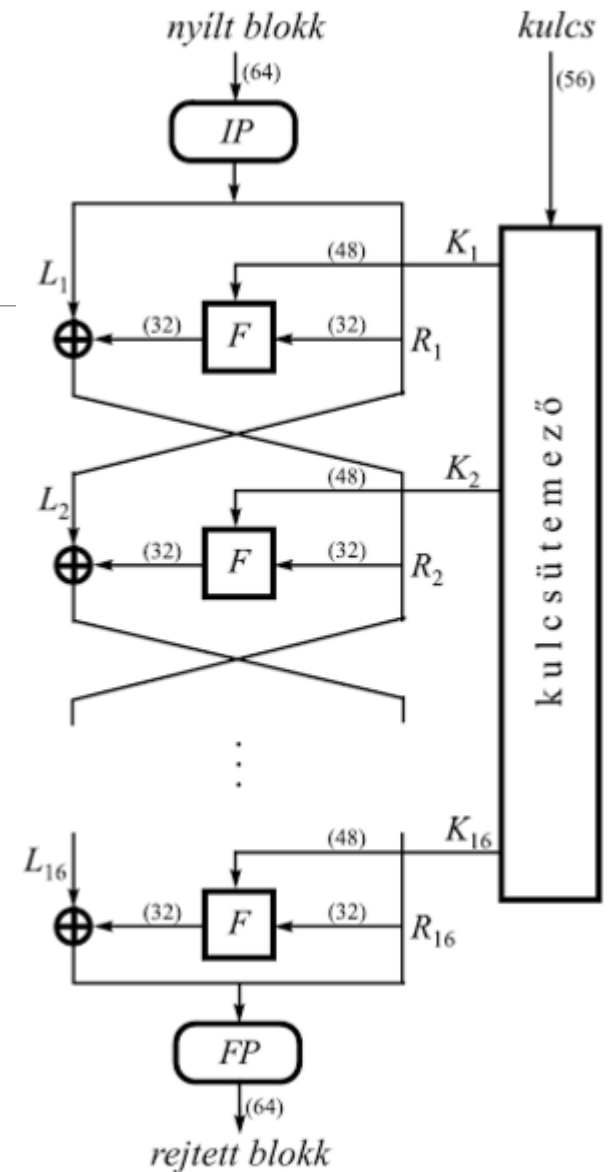 nyílt blokk
kulcs
(64)
(56)
IP
(48)
K1
L1
(32)
F
(32)
R1
(48)
K2
L2
(32)
F
(32)
R2
kulcsütemező
⋮
(48)
K16
L16
(32)
F
(32)
R16
FP
(64)
rejtett blokk